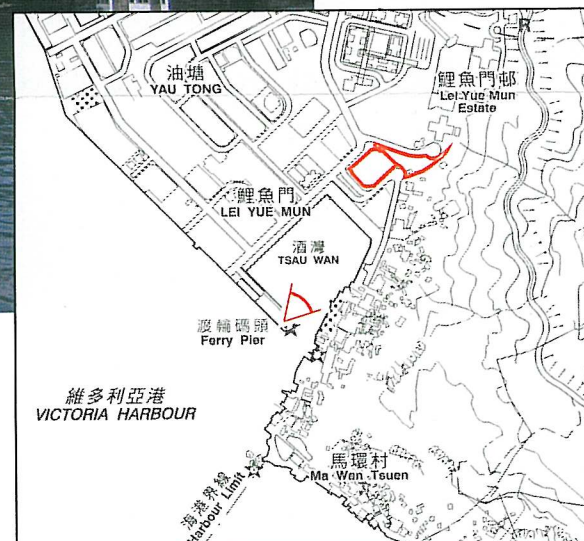 油塘
YAU TONG
鯉魚門邨
Lei Yue Mun
Estate
鯉魚門
LEI YUE MUN
酒灣
TSAU WAN
渡輪碼頭
Ferry Pier
維多利亞港
VICTORIA HARBOUR
馬環村
Ma Wan Tsuen
海港界線
Harbour Limit